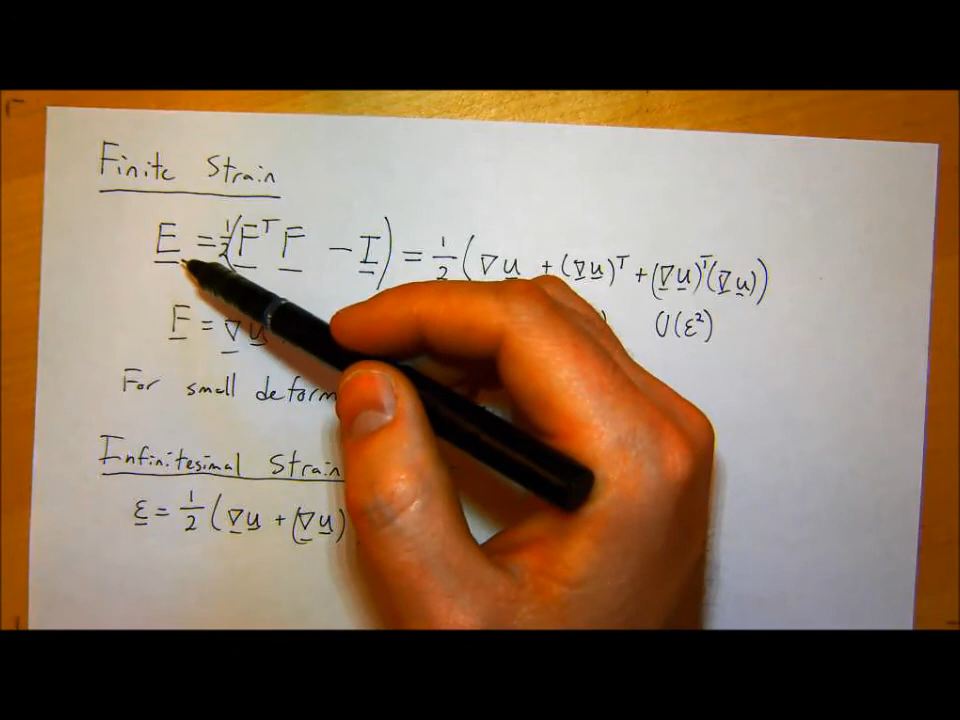 Finite Strain
E = 1/2 (FᵀF − I) = 1/2 (∇u + (∇u)ᵀ + (∇u)ᵀ(∇u))
F = ∇u ) O(ε²)
For small deform
Infinitesimal Strain
ε = 1/2 (∇u + (∇u)